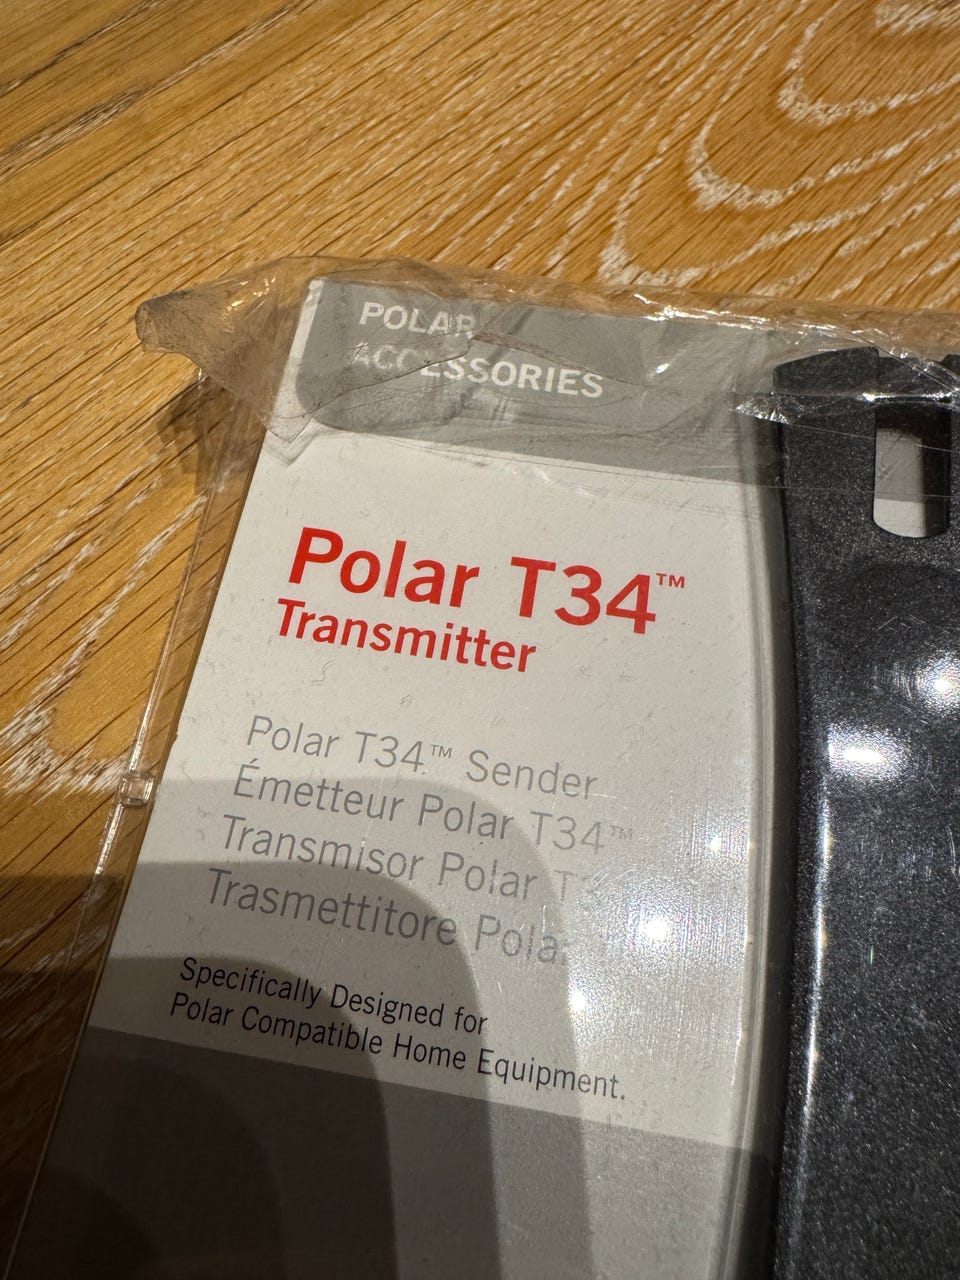 POLAR
ACCESSORIES
Polar T34™
Transmitter
Polar T34™ Sender
Émetteur Polar T34™
Transmisor Polar
Trasmettitore Polar
Specifically Designed for
Polar Compatible Home Equipment.